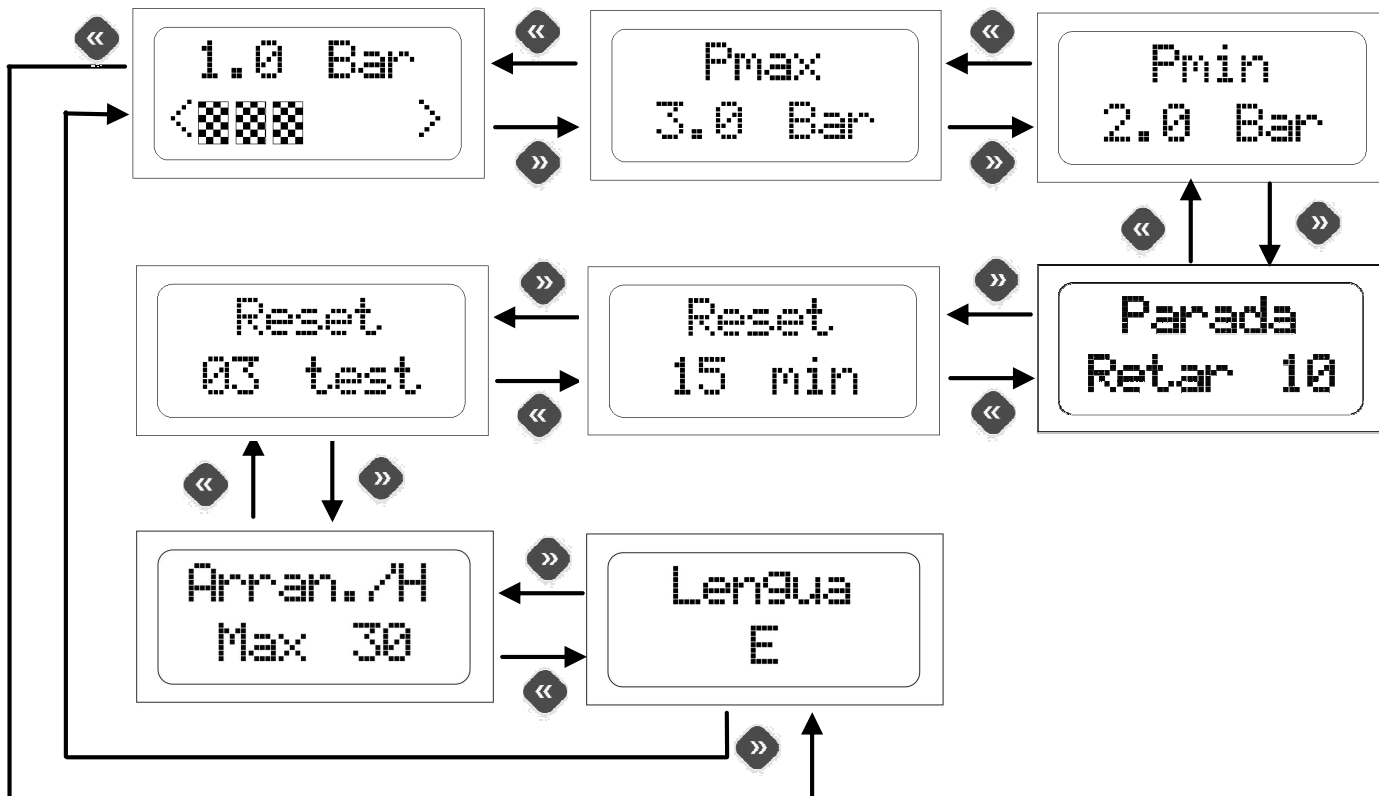 «
1.0 Bar
< >
«
»
Pmax
3.0 Bar
«
»
Pmin
2.0 Bar
«
»
Reset
03 test
»
«
Reset
15 min
»
«
Parada
Retar 10
«
»
Arran./H
Max 30
»
«
Lengua
E
»